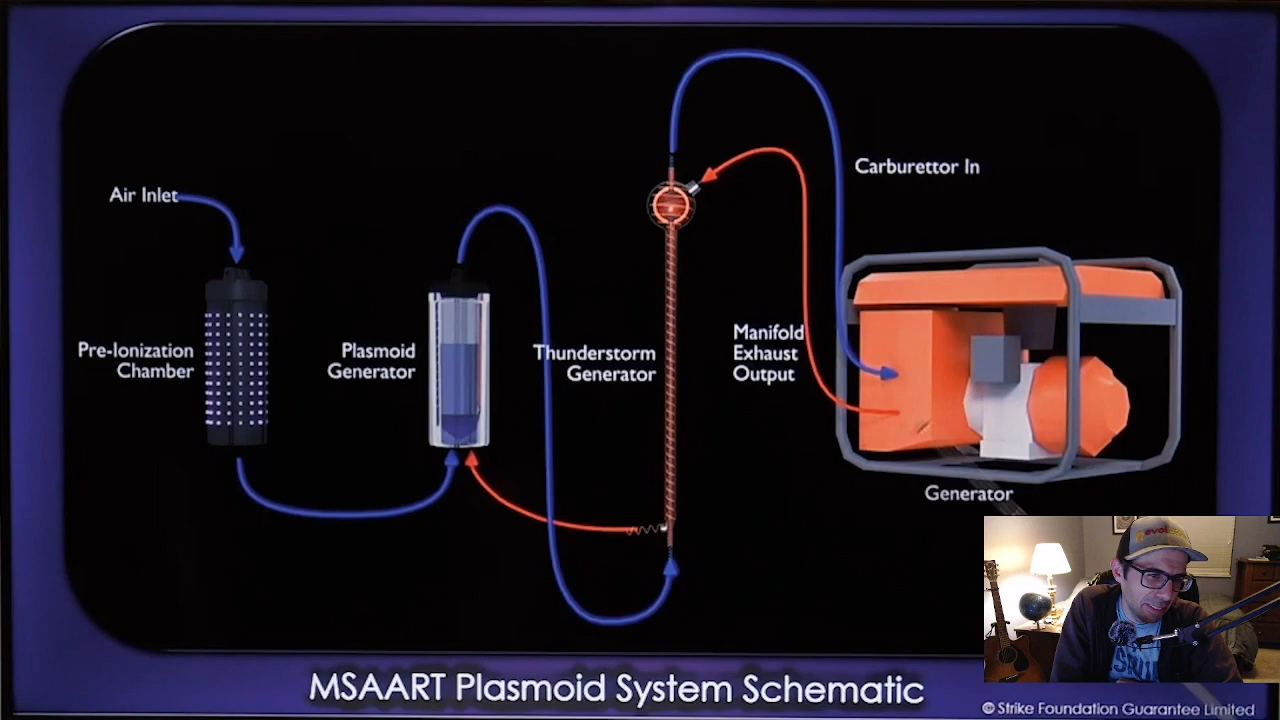 Air Inlet
Carburettor In
Pre-Ionization
Chamber
Plasmoid
Generator
Thunderstorm
Generator
Manifold
Exhaust
Output
Generator
MSAART Plasmoid System Schematic
© Strike Foundation Guarantee Limited